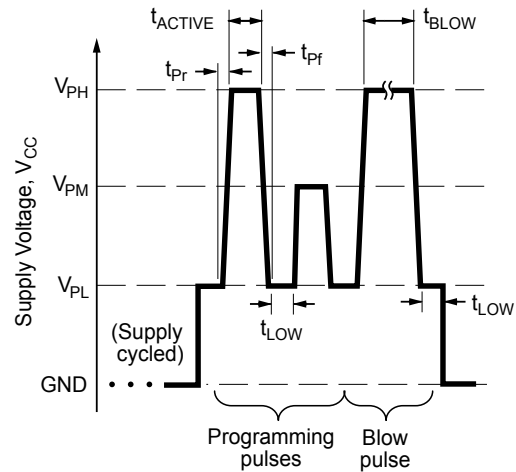 tACTIVE
tBLOW
tPr
tPf
VPH
VPM
VPL
GND
Supply Voltage, VCC
(Supply
cycled)
tLOW
tLOW
Programming
pulses
Blow
pulse